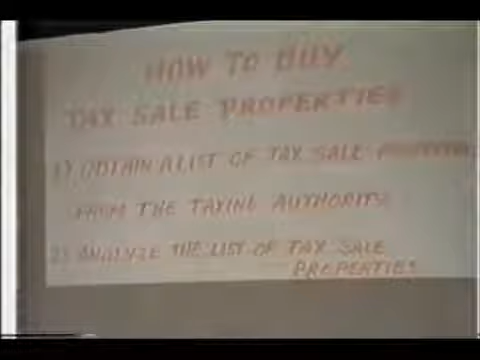 HOW TO BUY
TAX SALE PROPERTIES
1) OBTAIN A LIST OF TAX SALE PROPERTIES
FROM THE TAXING AUTHORITY
2) ANALYZE THE LIST OF TAX SALE
PROPERTIES